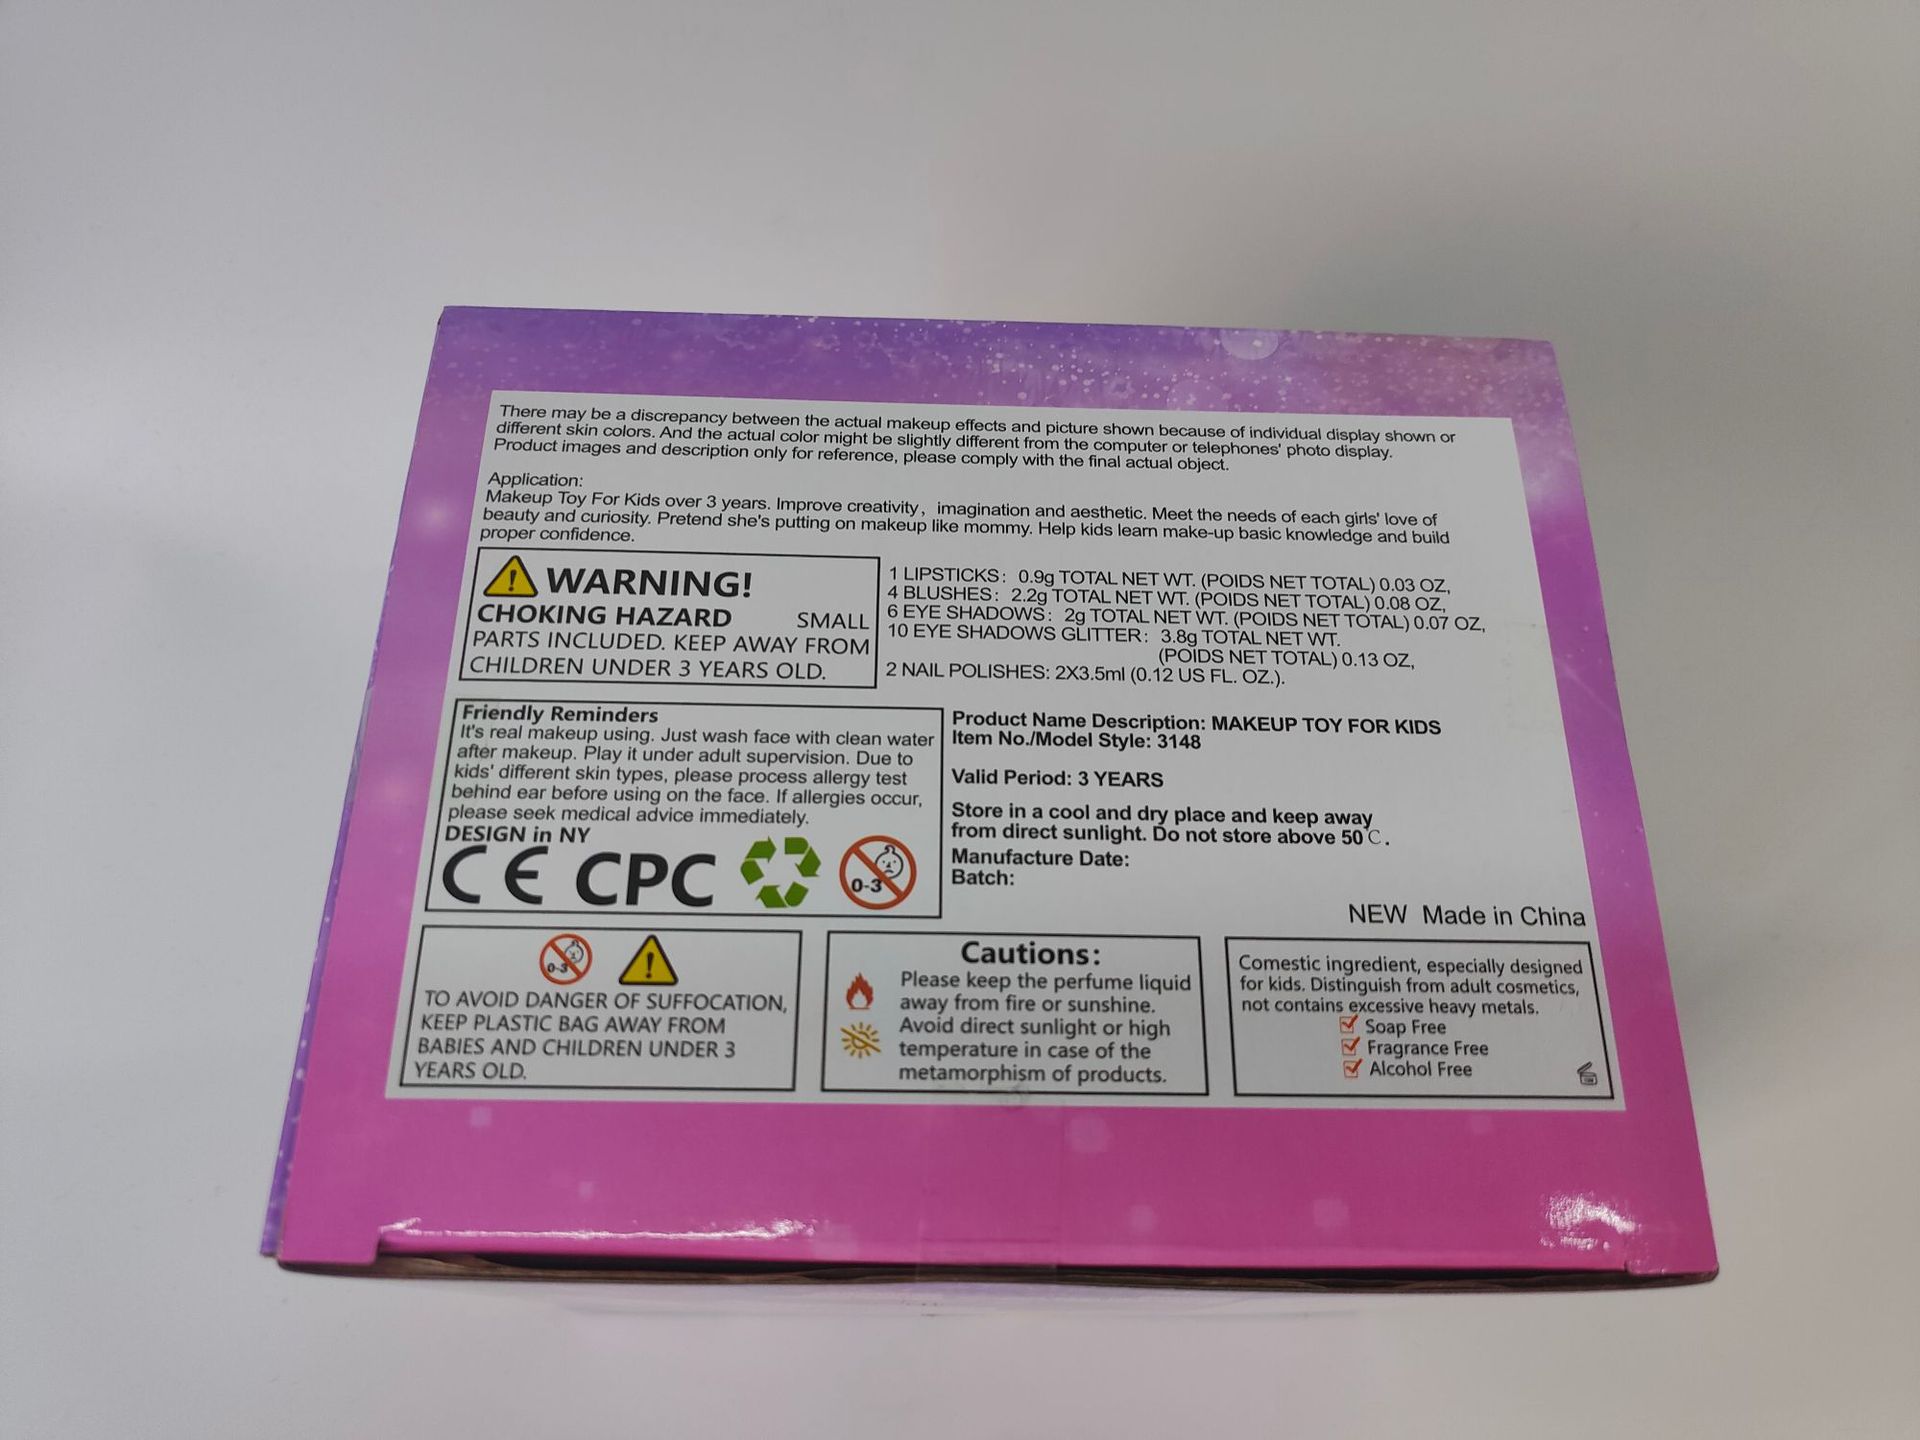 There may be a discrepancy between the actual makeup effects and picture shown because of individual display shown or
different skin colors. And the actual color might be slightly different from the computer or telephones' photo display.
Product images and description only for reference, please comply with the final actual object.
Application:
Makeup Toy For Kids over 3 years. Improve creativity, imagination and aesthetic. Meet the needs of each girls' love of
beauty and curiosity. Pretend she's putting on makeup like mommy. Help kids learn make-up basic knowledge and build
proper confidence.
WARNING!
CHOKING HAZARD SMALL
PARTS INCLUDED. KEEP AWAY FROM
CHILDREN UNDER 3 YEARS OLD.
1 LIPSTICKS: 0.9g TOTAL NET WT. (POIDS NET TOTAL) 0.03 OZ,
4 BLUSHES: 2.2g TOTAL NET WT. (POIDS NET TOTAL) 0.08 OZ,
6 EYE SHADOWS: 2g TOTAL NET WT. (POIDS NET TOTAL) 0.07 OZ,
10 EYE SHADOWS GLITTER: 3.8g TOTAL NET WT.
(POIDS NET TOTAL) 0.13 OZ,
2 NAIL POLISHES: 2X3.5ml (0.12 US FL. OZ.).
Friendly Reminders
It's real makeup using. Just wash face with clean water
after makeup. Play it under adult supervision. Due to
kids' different skin types, please process allergy test
behind ear before using on the face. If allergies occur,
please seek medical advice immediately.
DESIGN in NY
CE CPC
0-3
Product Name Description: MAKEUP TOY FOR KIDS
Item No./Model Style: 3148
Valid Period: 3 YEARS
Store in a cool and dry place and keep away
from direct sunlight. Do not store above 50℃.
Manufacture Date:
Batch:
NEW Made in China
0-3
TO AVOID DANGER OF SUFFOCATION,
KEEP PLASTIC BAG AWAY FROM
BABIES AND CHILDREN UNDER 3
YEARS OLD.
Cautions:
Please keep the perfume liquid
away from fire or sunshine.
Avoid direct sunlight or high
temperature in case of the
metamorphism of products.
Comestic ingredient, especially designed
for kids. Distinguish from adult cosmetics,
not contains excessive heavy metals.
Soap Free
Fragrance Free
Alcohol Free